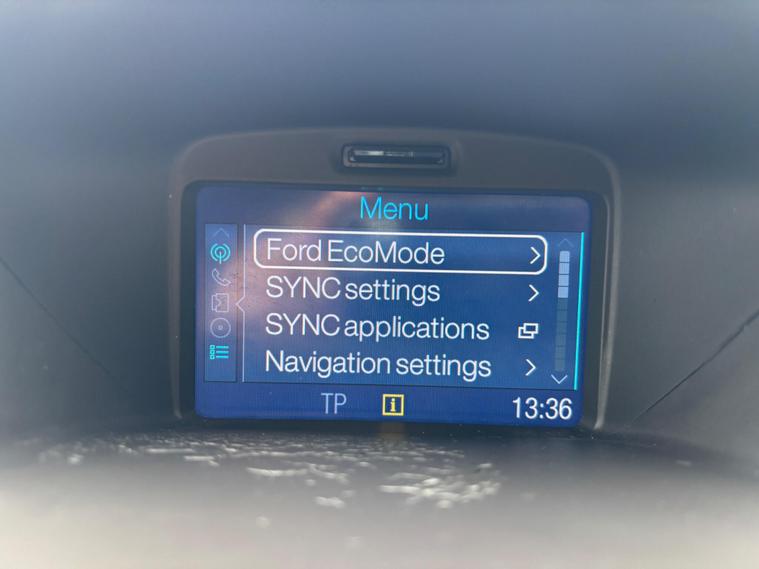 Menu
Ford EcoMode
SYNC settings
SYNC applications
Navigation settings
TP
i
13:36